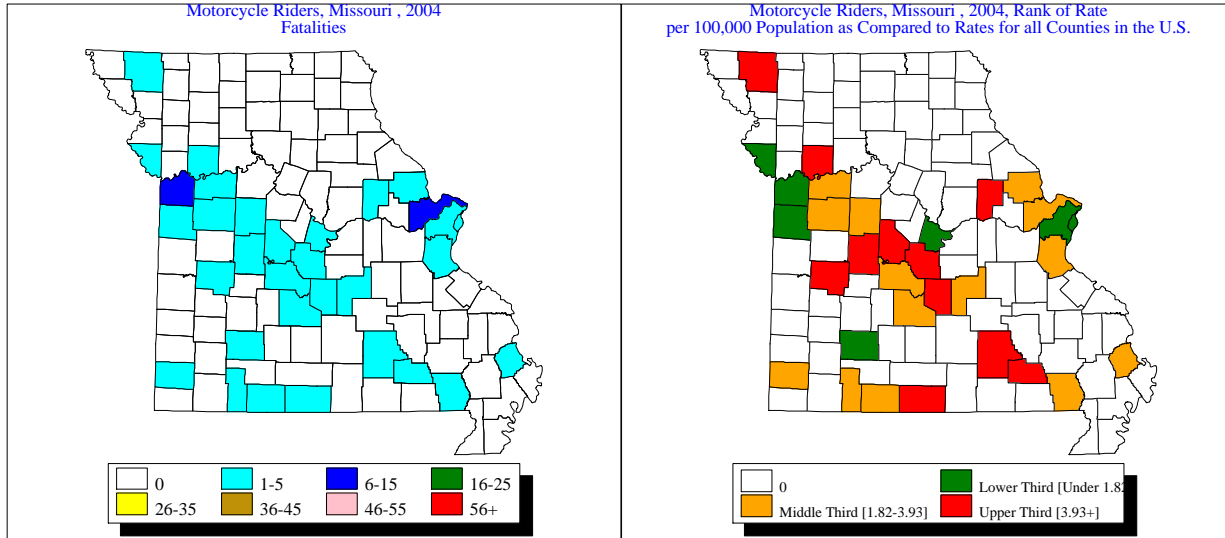 Motorcycle Riders, Missouri , 2004
Fatalities
0
1-5
6-15
16-25
26-35
36-45
46-55
56+
Motorcycle Riders, Missouri , 2004, Rank of Rate
per 100,000 Population as Compared to Rates for all Counties in the U.S.
0
Lower Third [Under 1.82
Middle Third [1.82-3.93]
Upper Third [3.93+]